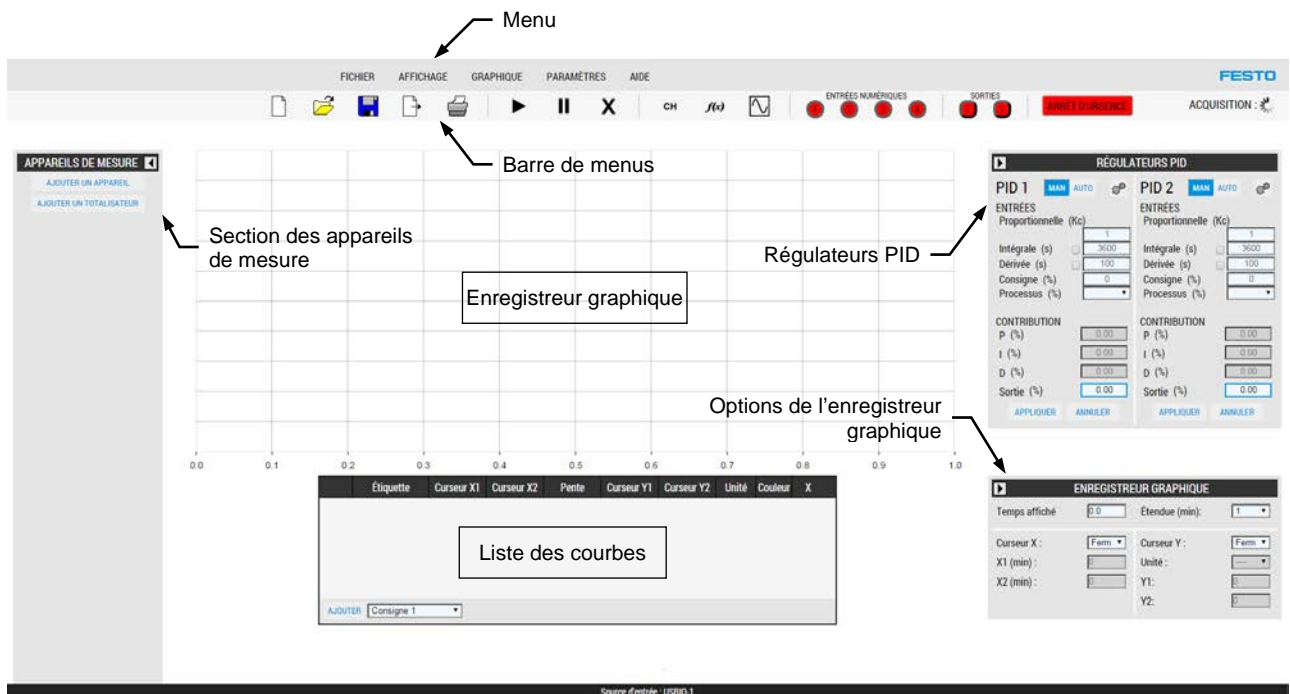 Menu
FICHIER AFFICHAGE GRAPHIQUE PARAMÈTRES AIDE
FESTO
CH f(x)
ENTRÉES NUMÉRIQUES
SORTIES
ARRÊT D'URGENCE
ACQUISITION :
Barre de menus
APPAREILS DE MESURE
AJOUTER UN APPAREIL
AJOUTER UN TOTALISATEUR
Section des appareils
de mesure
Enregistreur graphique
Régulateurs PID
Options de l'enregistreur
graphique
0.0 0.1 0.2 0.3 0.4 0.5 0.6 0.7 0.8 0.9 1.0
Étiquette Curseur X1 Curseur X2 Pente Curseur Y1 Curseur Y2 Unité Couleur X
Liste des courbes
AJOUTER Consigne 1
RÉGULATEURS PID
PID 1 MAN AUTO PID 2 MAN AUTO
ENTRÉES ENTRÉES
Proportionnelle (Kc) Proportionnelle (Kc)
1 1
Intégrale (s) 3600 Intégrale (s) 3600
Dérivée (s) 100 Dérivée (s) 100
Consigne (%) 0 Consigne (%) 0
Processus (%) Processus (%)
CONTRIBUTION CONTRIBUTION
P (%) 0.00 P (%) 0.00
I (%) 0.00 I (%) 0.00
D (%) 0.00 D (%) 0.00
Sortie (%) 0.00 Sortie (%) 0.00
APPLIQUER ANNULER APPLIQUER ANNULER
ENREGISTREUR GRAPHIQUE
Temps affiché 0.0 Étendue (min): 1
Curseur X : Ferm Curseur Y : Ferm
X1 (min) : 0 Unité : ---
X2 (min) : 0 Y1: 0
Y2: 0
Source d'entrée : USBIO-1